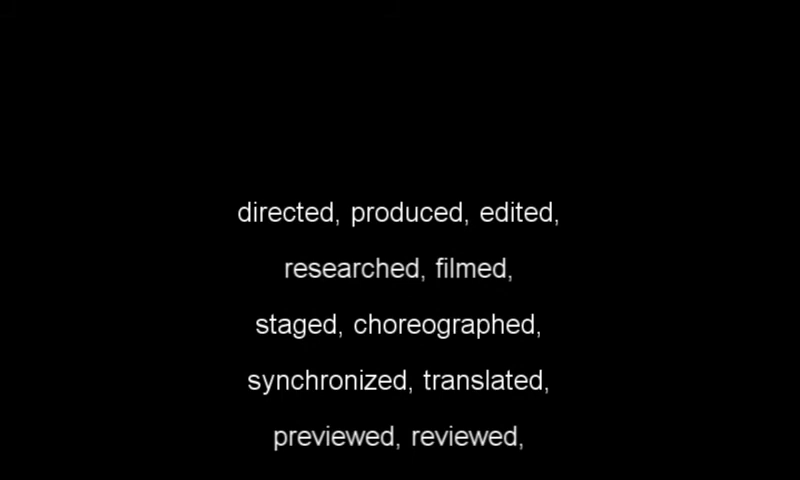 directed, produced, edited,
researched, filmed,
staged, choreographed,
synchronized, translated,
previewed, reviewed,